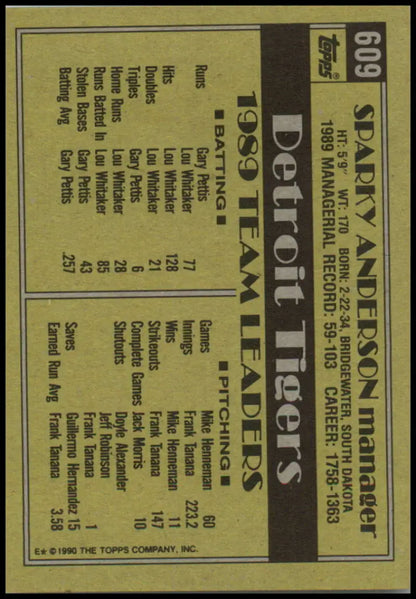 609
Topps®
SPARKY ANDERSON manager
HT: 5'9" WT: 170 BORN: 2-22-34, BRIDGEWATER, SOUTH DAKOTA
1989 MANAGERIAL RECORD: 59-103 CAREER: 1758-1363
Detroit Tigers
1989 TEAM LEADERS
BATTING
Runs Gary Pettis 77
Lou Whitaker
Hits Lou Whitaker 128
Doubles Lou Whitaker 21
Triples Gary Pettis 6
Home Runs Lou Whitaker 28
Runs Batted In Lou Whitaker 85
Stolen Bases Gary Pettis 43
Batting Avg Gary Pettis .257
PITCHING
Games Mike Henneman 60
Innings Frank Tanana 223.2
Wins Mike Henneman 11
Strikeouts Frank Tanana 147
Complete Games Jack Morris 10
Shutouts Doyle Alexander
Jeff Robinson
Frank Tanana 1
Saves Guillermo Hernandez 15
Earned Run Avg Frank Tanana 3.58
E* © 1990 THE TOPPS COMPANY, INC.